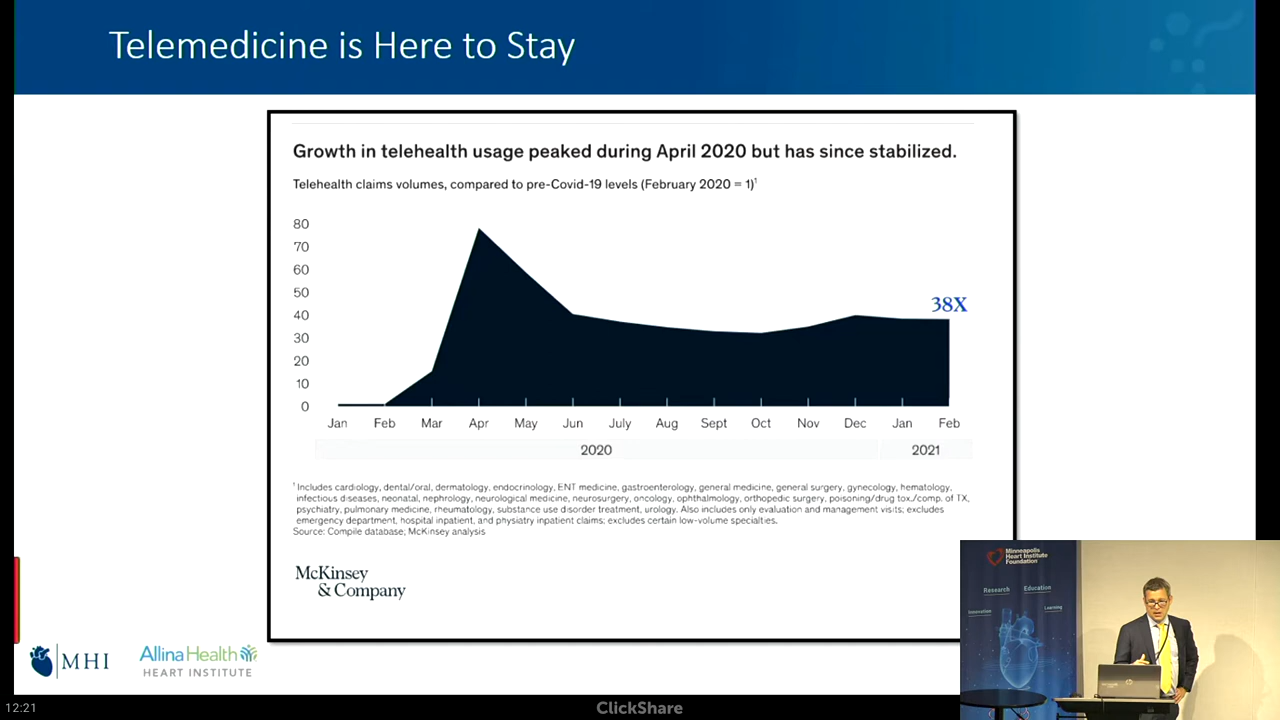 Telemedicine is Here to Stay
Growth in telehealth usage peaked during April 2020 but has since stabilized.
Telehealth claims volumes, compared to pre-Covid-19 levels (February 2020 = 1)¹
80
70
60
50
40
30
20
10
0
38X
Jan Feb Mar Apr May Jun July Aug Sept Oct Nov Dec Jan Feb
2020 2021
¹ Includes cardiology, dental/oral, dermatology, endocrinology, ENT medicine, gastroenterology, general medicine, general surgery, gynecology, hematology,
infectious diseases, neonatal, nephrology, neurological medicine, neurosurgery, oncology, ophthalmology, orthopedic surgery, poisoning/drug tox./comp. of TX,
psychiatry, pulmonary medicine, rheumatology, substance use disorder treatment, urology. Also includes only evaluation and management visits; excludes
emergency department, hospital inpatient, and physiatry inpatient claims; excludes certain low-volume specialties.
Source: Compile database; McKinsey analysis
McKinsey
& Company
MHI
AllinaHealth
HEART INSTITUTE
Minneapolis
Heart Institute
Foundation
Research Education
Innovation Learning
12:21
ClickShare